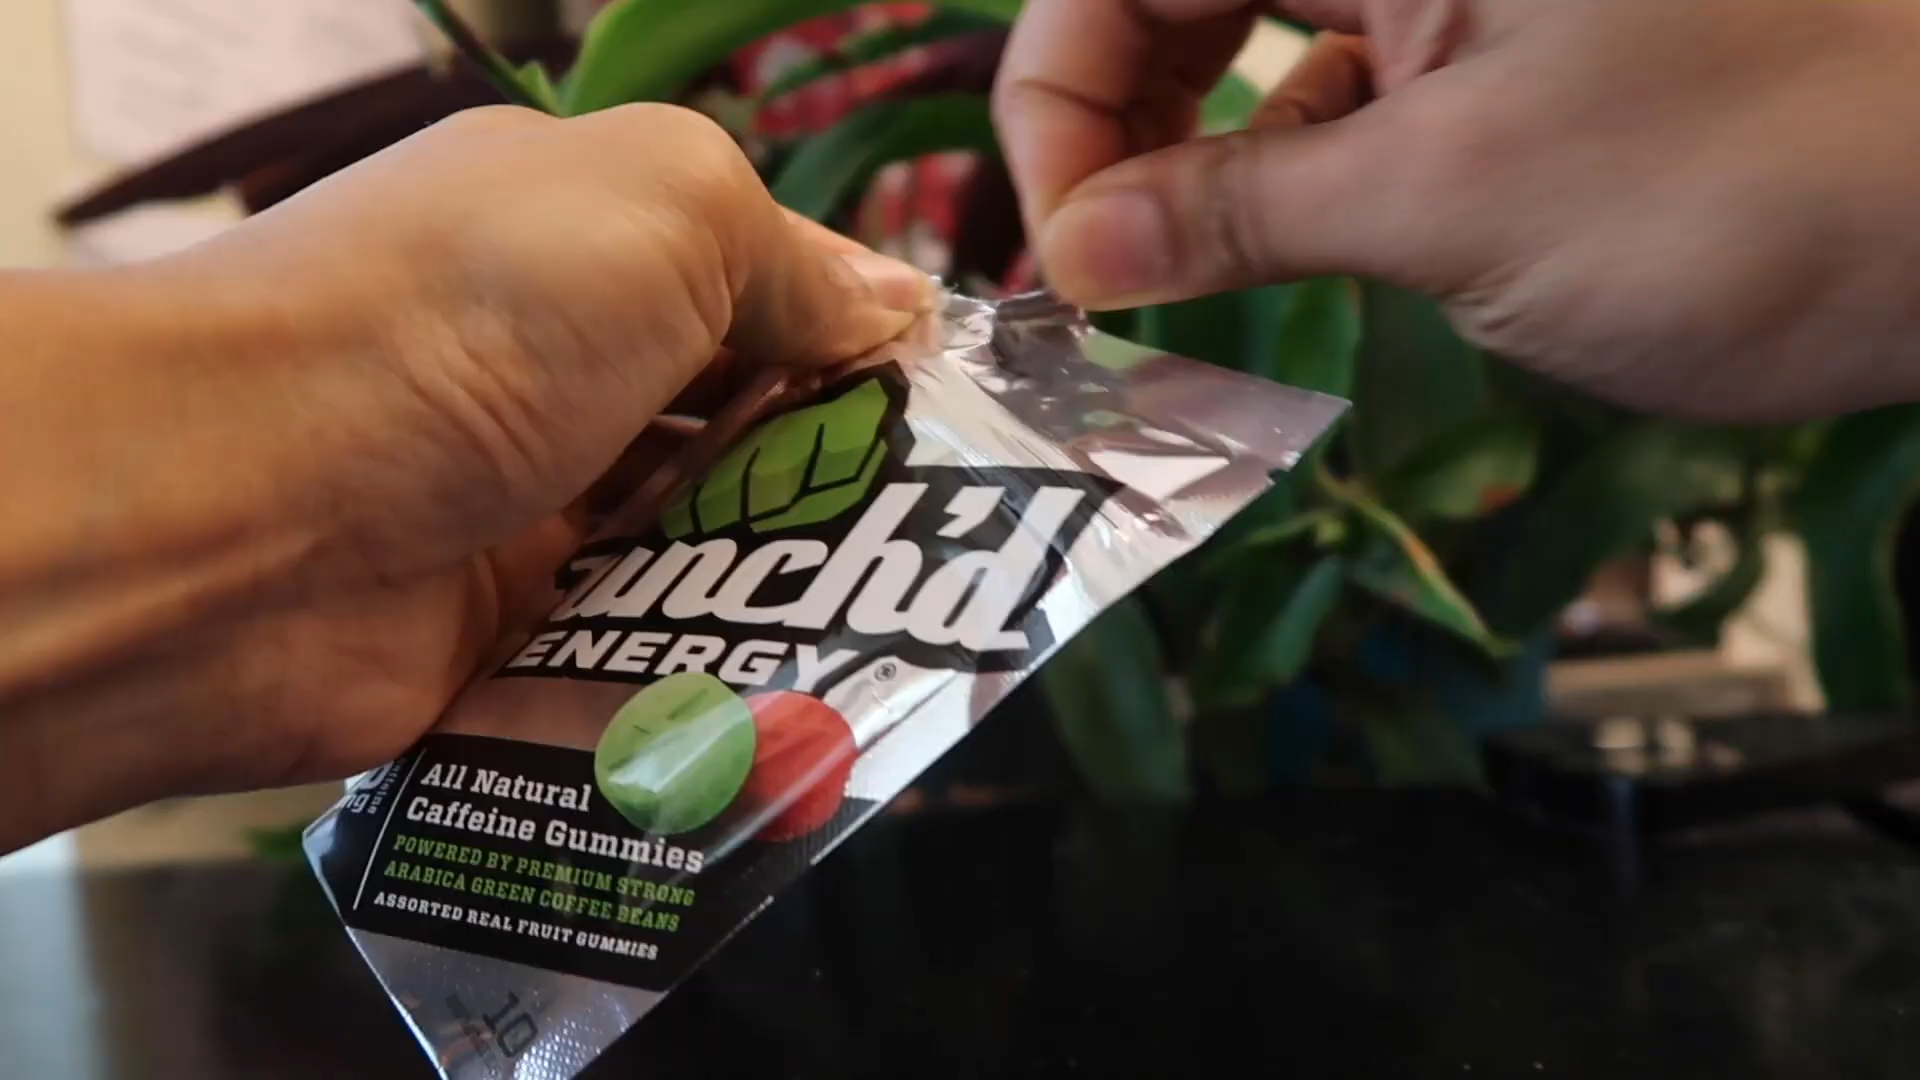 unch'd
ENERGY®
All Natural
Caffeine Gummies
POWERED BY PREMIUM STRONG
ARABICA GREEN COFFEE BEANS
ASSORTED REAL FRUIT GUMMIES
mg
10